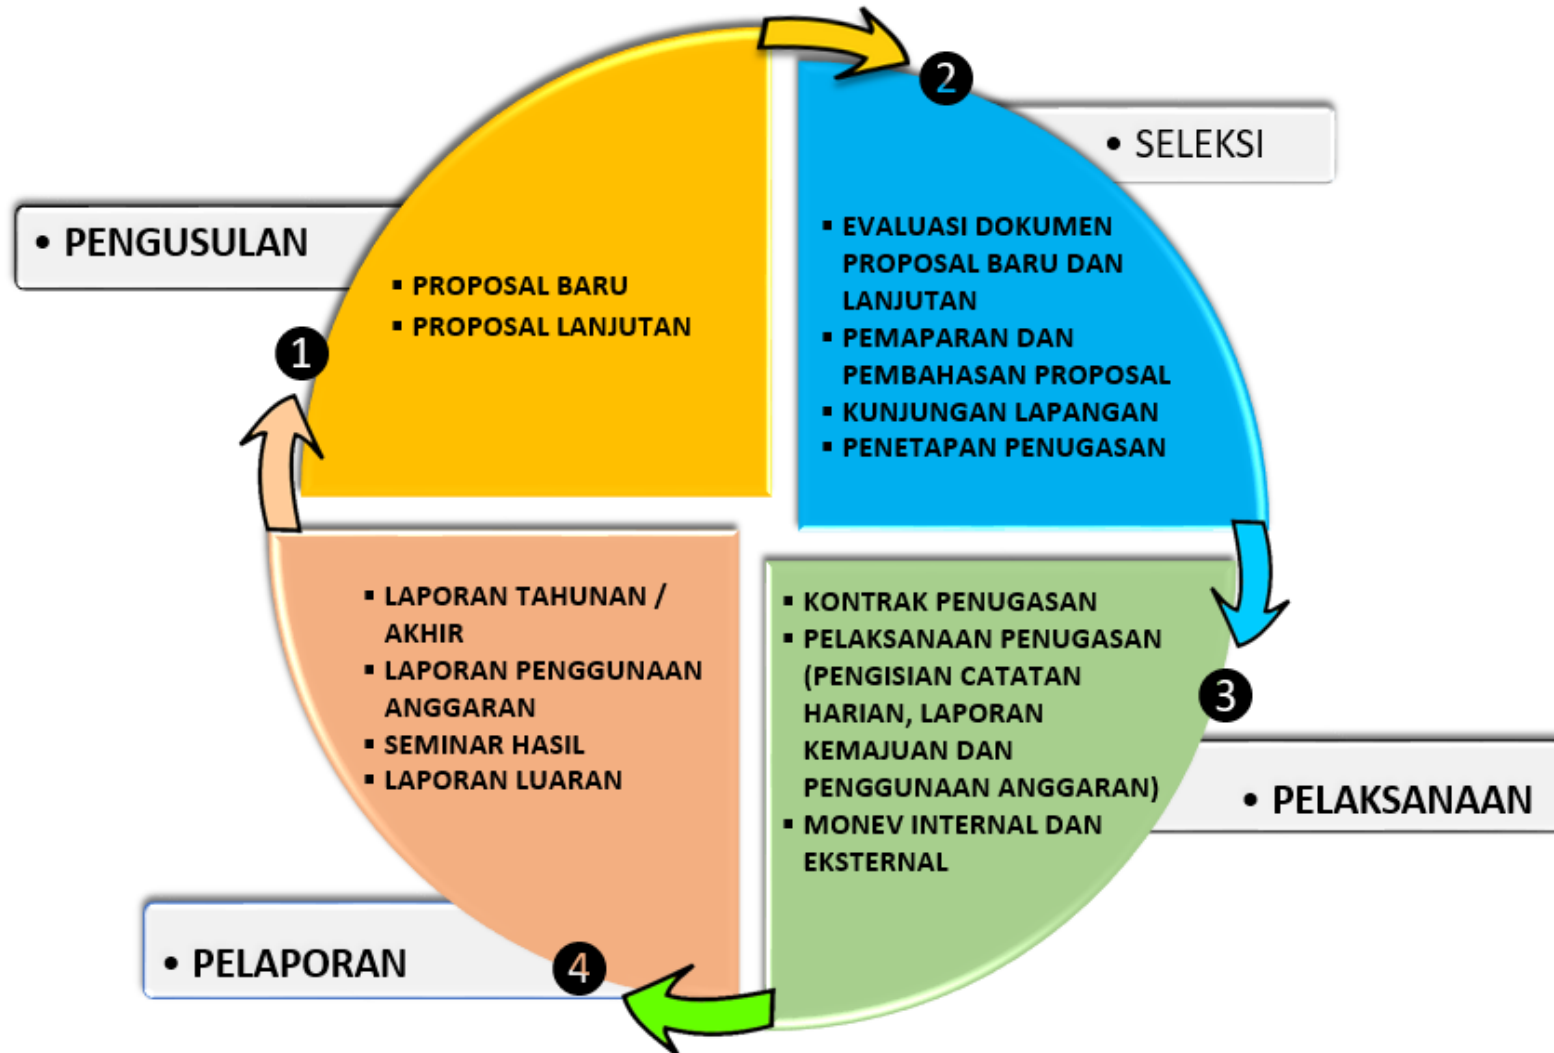 • PENGUSULAN
1
▪ PROPOSAL BARU
▪ PROPOSAL LANJUTAN
2
• SELEKSI
▪ EVALUASI DOKUMEN
PROPOSAL BARU DAN
LANJUTAN
▪ PEMAPARAN DAN
PEMBAHASAN PROPOSAL
▪ KUNJUNGAN LAPANGAN
▪ PENETAPAN PENUGASAN
3
• PELAKSANAAN
▪ KONTRAK PENUGASAN
▪ PELAKSANAAN PENUGASAN
(PENGISIAN CATATAN
HARIAN, LAPORAN
KEMAJUAN DAN
PENGGUNAAN ANGGARAN)
▪ MONEV INTERNAL DAN
EKSTERNAL
4
• PELAPORAN
▪ LAPORAN TAHUNAN /
AKHIR
▪ LAPORAN PENGGUNAAN
ANGGARAN
▪ SEMINAR HASIL
▪ LAPORAN LUARAN